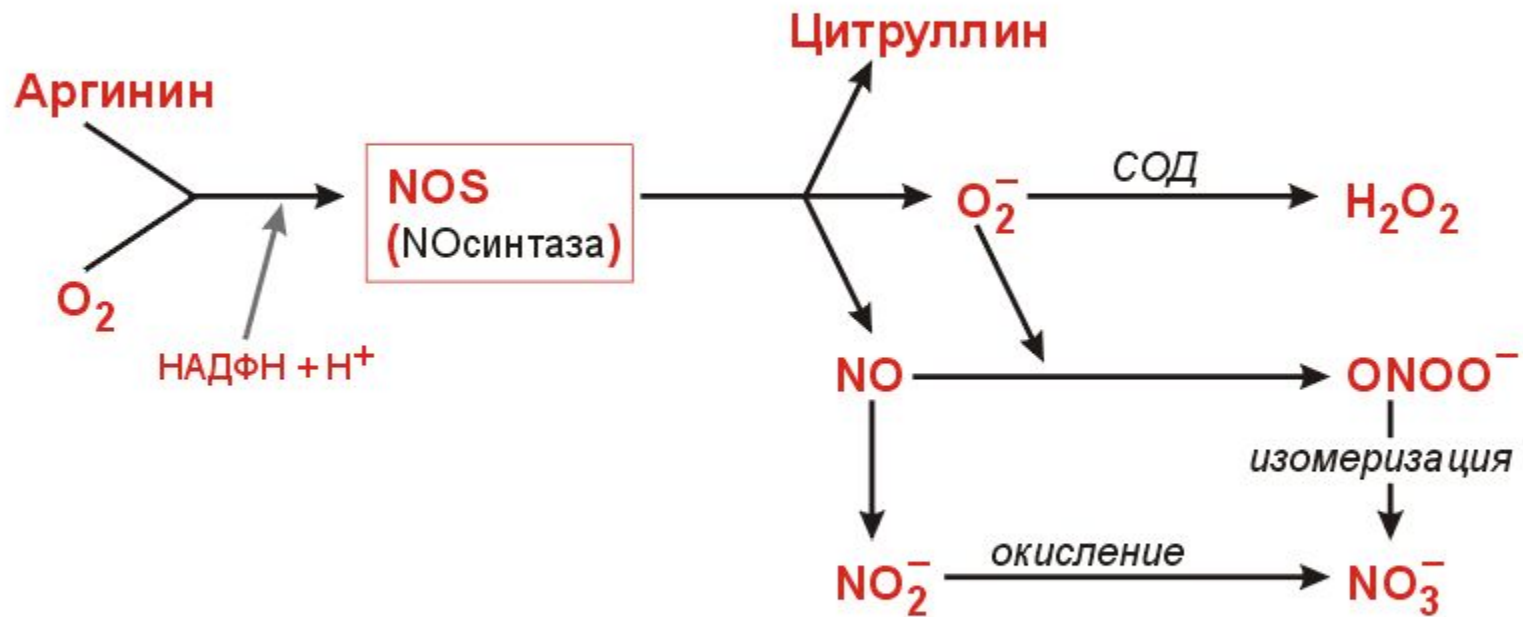 Цитруллин
Аргинин
NOS
(NOсинтаза)
O₂⁻
СОД
H₂O₂
O₂
НАДФН + H⁺
NO
ONOO⁻
изомеризация
NO₂⁻
окисление
NO₃⁻